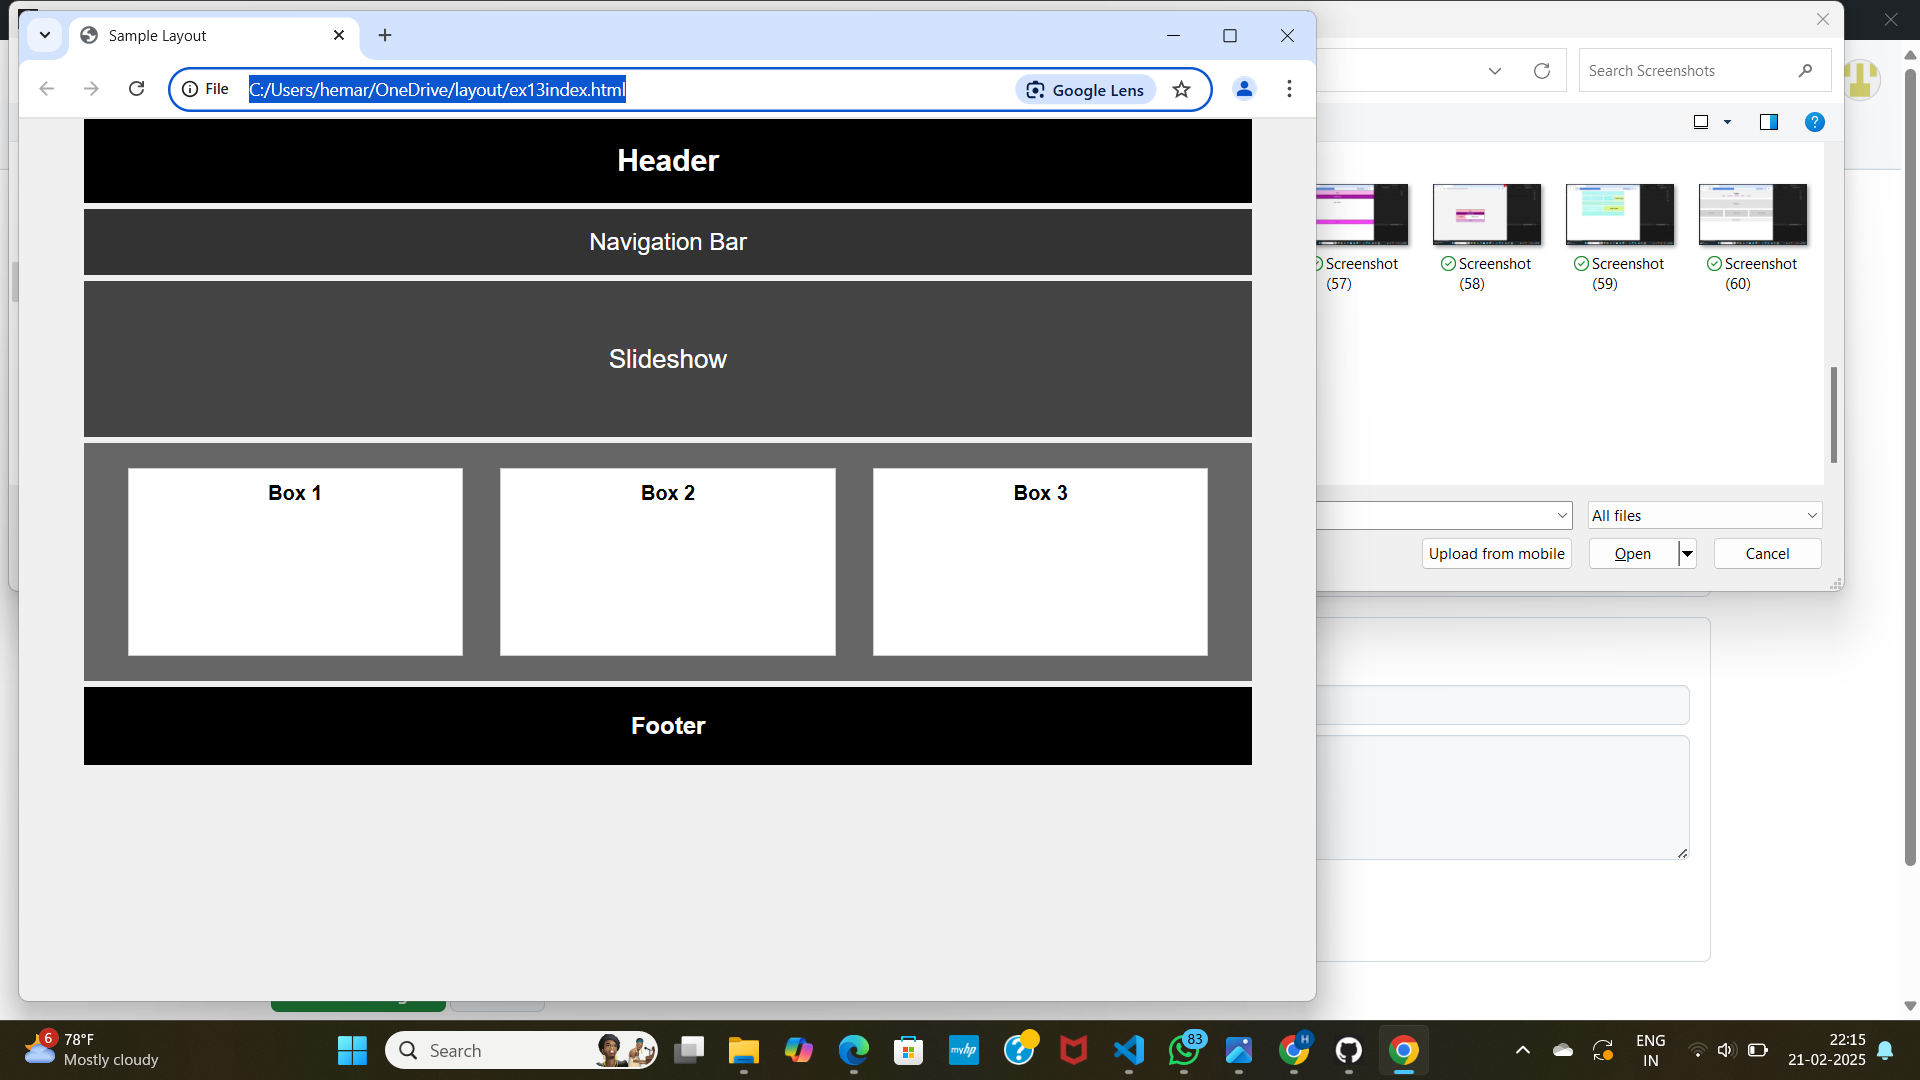 Sample Layout
File
C:/Users/hemar/OneDrive/layout/ex13index.html
Google Lens
Search Screenshots
Header
Navigation Bar
Slideshow
Box 1
Box 2
Box 3
Footer
Screenshot
(57)
Screenshot
(58)
Screenshot
(59)
Screenshot
(60)
All files
Upload from mobile
Open
Cancel
6
78°F
Mostly cloudy
Search
myhp
83
H
ENG
IN
22:15
21-02-2025